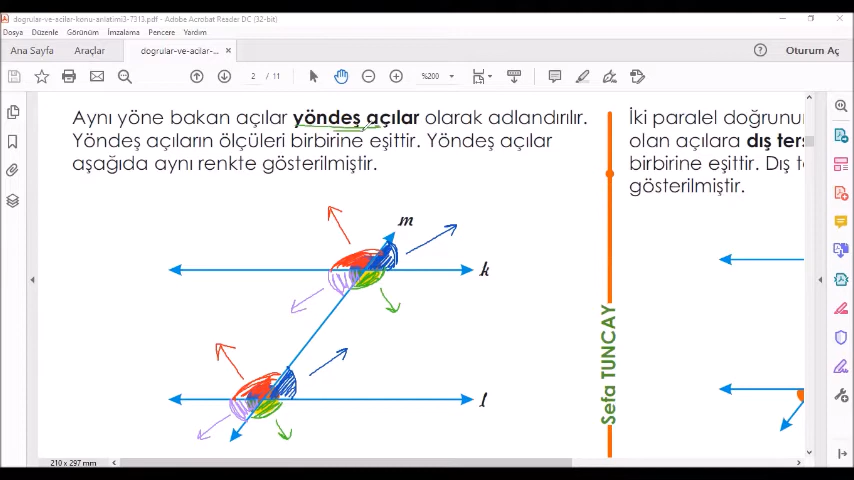 dogrular-ve-acilar-konu-anlatimi3-7313.pdf - Adobe Acrobat Reader DC (32-bit)
Dosya Düzenle Görünüm İmzalama Pencere Yardım
Ana Sayfa Araçlar dogrular-ve-acilar-... × Oturum Aç
2 / 11 %200
Aynı yöne bakan açılar yöndeş açılar olarak adlandırılır.
Yöndeş açıların ölçüleri birbirine eşittir. Yöndeş açılar
aşağıda aynı renkte gösterilmiştir.
m
k
l
Sefa TUNCAY
İki paralel doğrunun
olan açılara dış ters
birbirine eşittir. Dış t
gösterilmiştir.
210 x 297 mm